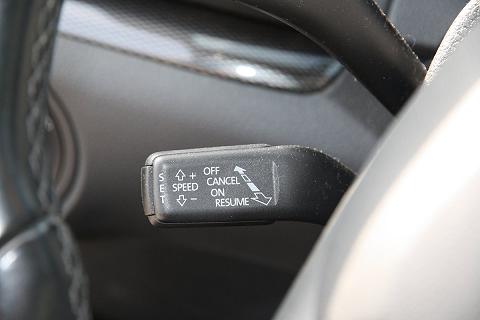 SET
⇧+
SPEED
⇩−
OFF
CANCEL
ON
RESUME